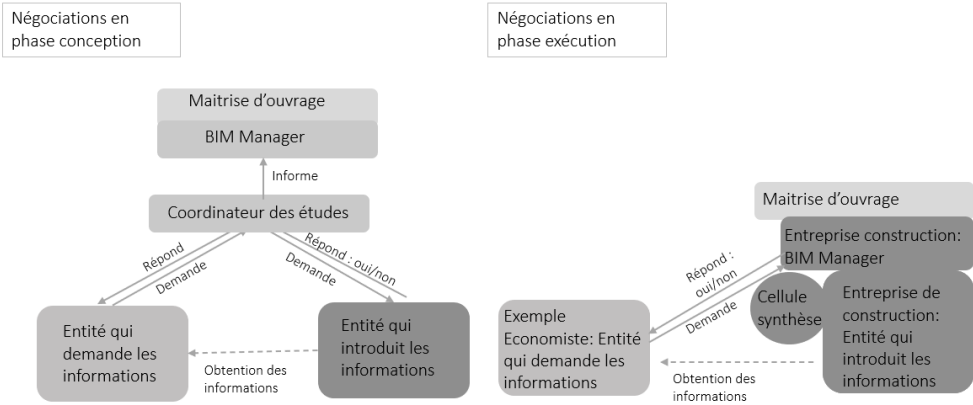 Négociations en
phase conception
Maitrise d'ouvrage
BIM Manager
Informe
Coordinateur des études
Répond
Demande
Répond : oui/non
Demande
Entité qui
demande les
informations
Entité qui
introduit les
informations
Obtention des
informations
Négociations en
phase exécution
Maitrise d'ouvrage
Entreprise construction:
BIM Manager
Répond :
oui/non
Demande
Cellule
synthèse
Entreprise de
construction:
Entité qui
introduit les
informations
Exemple
Economiste: Entité
qui demande les
informations
Obtention des
informations